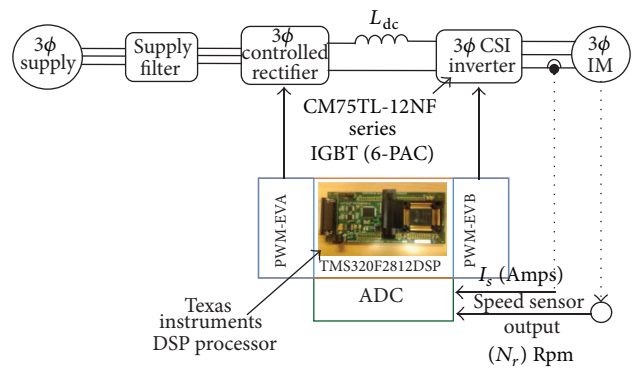 3ϕ
supply
Supply
filter
3ϕ
controlled
rectifier
L_dc
3ϕ CSI
inverter
3ϕ
IM
CM75TL-12NF
series
IGBT (6-PAC)
PWM-EVA
PWM-EVB
TMS320F2812DSP
ADC
I_s (Amps)
Speed sensor
output
(N_r) Rpm
Texas
instruments
DSP processor